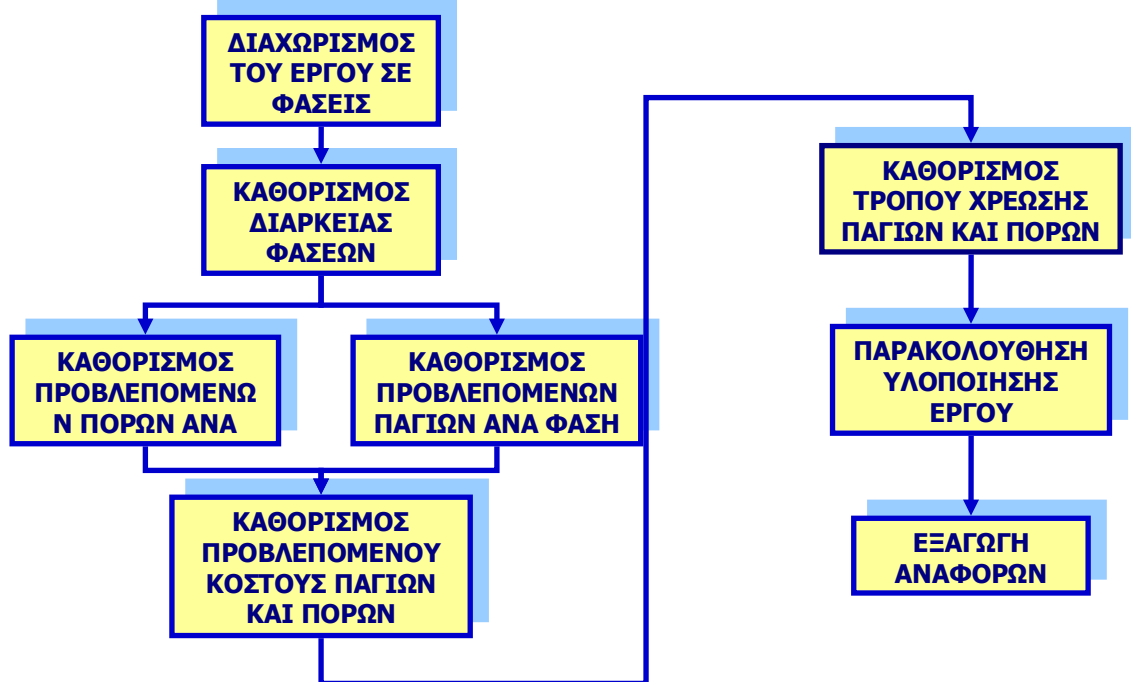 ΔΙΑΧΩΡΙΣΜΟΣ
ΤΟΥ ΕΡΓΟΥ ΣΕ
ΦΑΣΕΙΣ
ΚΑΘΟΡΙΣΜΟΣ
ΔΙΑΡΚΕΙΑΣ
ΦΑΣΕΩΝ
ΚΑΘΟΡΙΣΜΟΣ
ΠΡΟΒΛΕΠΟΜΕΝΩ
Ν ΠΟΡΩΝ ΑΝΑ
ΚΑΘΟΡΙΣΜΟΣ
ΠΡΟΒΛΕΠΟΜΕΝΩΝ
ΠΑΓΙΩΝ ΑΝΑ ΦΑΣΗ
ΚΑΘΟΡΙΣΜΟΣ
ΠΡΟΒΛΕΠΟΜΕΝΟΥ
ΚΟΣΤΟΥΣ ΠΑΓΙΩΝ
ΚΑΙ ΠΟΡΩΝ
ΚΑΘΟΡΙΣΜΟΣ
ΤΡΟΠΟΥ ΧΡΕΩΣΗΣ
ΠΑΓΙΩΝ ΚΑΙ ΠΟΡΩΝ
ΠΑΡΑΚΟΛΟΥΘΗΣΗ
ΥΛΟΠΟΙΗΣΗΣ
ΕΡΓΟΥ
ΕΞΑΓΩΓΗ
ΑΝΑΦΟΡΩΝ